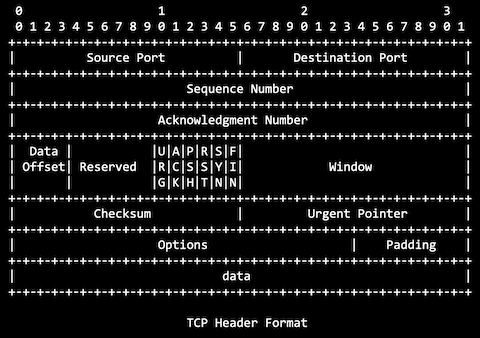 0                   1                   2                   3
0 1 2 3 4 5 6 7 8 9 0 1 2 3 4 5 6 7 8 9 0 1 2 3 4 5 6 7 8 9 0 1
+-+-+-+-+-+-+-+-+-+-+-+-+-+-+-+-+-+-+-+-+-+-+-+-+-+-+-+-+-+-+-+-+
|          Source Port          |       Destination Port        |
+-+-+-+-+-+-+-+-+-+-+-+-+-+-+-+-+-+-+-+-+-+-+-+-+-+-+-+-+-+-+-+-+
|                        Sequence Number                        |
+-+-+-+-+-+-+-+-+-+-+-+-+-+-+-+-+-+-+-+-+-+-+-+-+-+-+-+-+-+-+-+-+
|                    Acknowledgment Number                      |
+-+-+-+-+-+-+-+-+-+-+-+-+-+-+-+-+-+-+-+-+-+-+-+-+-+-+-+-+-+-+-+-+
|  Data |           |U|A|P|R|S|F|                               |
| Offset| Reserved  |R|C|S|S|Y|I|            Window             |
|       |           |G|K|H|T|N|N|                               |
+-+-+-+-+-+-+-+-+-+-+-+-+-+-+-+-+-+-+-+-+-+-+-+-+-+-+-+-+-+-+-+-+
|           Checksum            |         Urgent Pointer        |
+-+-+-+-+-+-+-+-+-+-+-+-+-+-+-+-+-+-+-+-+-+-+-+-+-+-+-+-+-+-+-+-+
|                    Options                    |    Padding    |
+-+-+-+-+-+-+-+-+-+-+-+-+-+-+-+-+-+-+-+-+-+-+-+-+-+-+-+-+-+-+-+-+
|                             data                              |
+-+-+-+-+-+-+-+-+-+-+-+-+-+-+-+-+-+-+-+-+-+-+-+-+-+-+-+-+-+-+-+-+
TCP Header Format